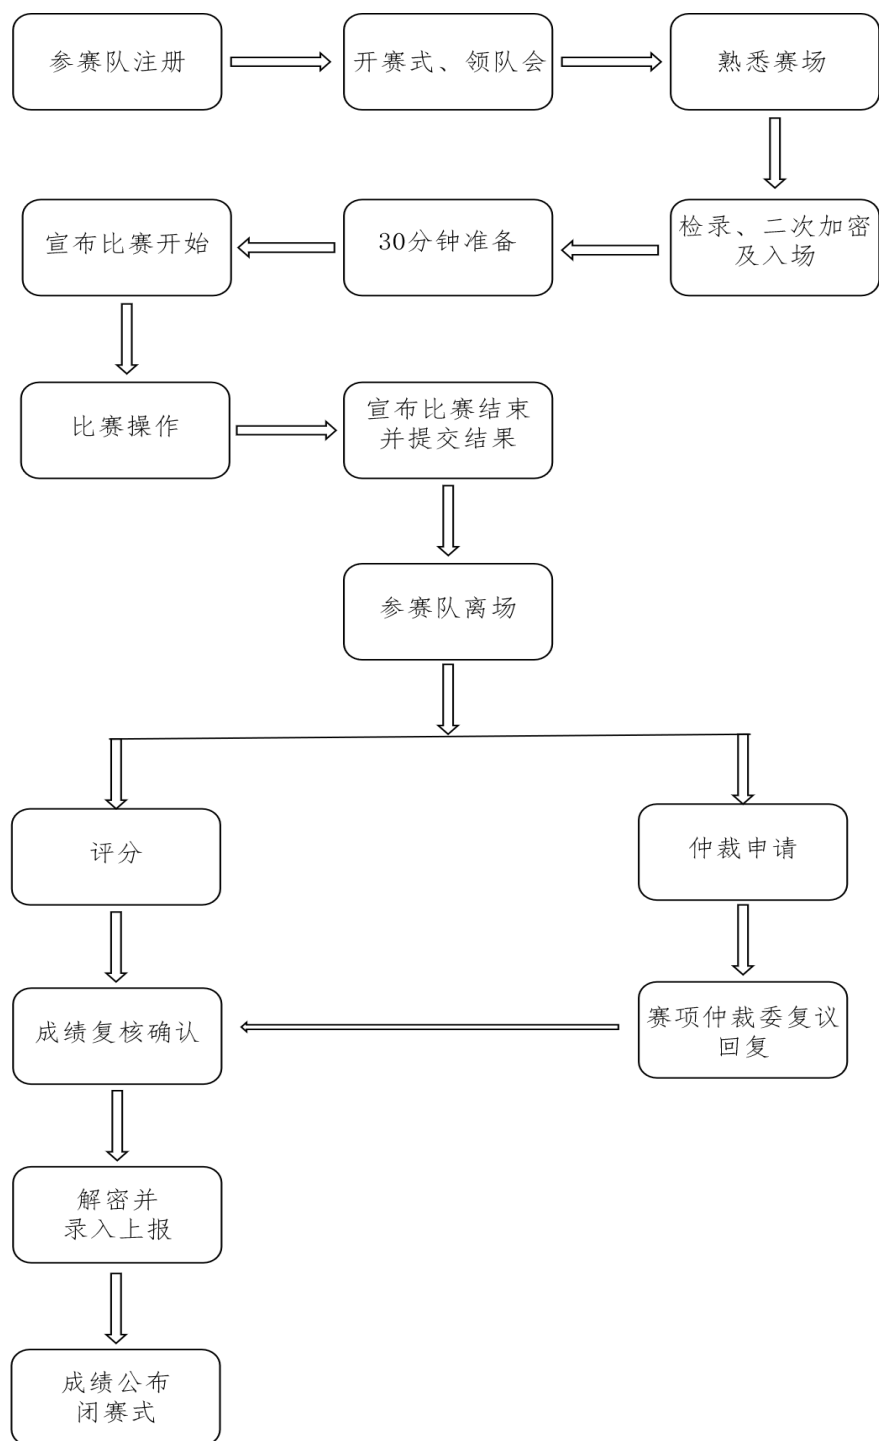 参赛队注册
开赛式、领队会
熟悉赛场
检录、二次加密
及入场
30分钟准备
宣布比赛开始
比赛操作
宣布比赛结束
并提交结果
参赛队离场
评分
仲裁申请
成绩复核确认
赛项仲裁委复议
回复
解密并
录入上报
成绩公布
闭赛式